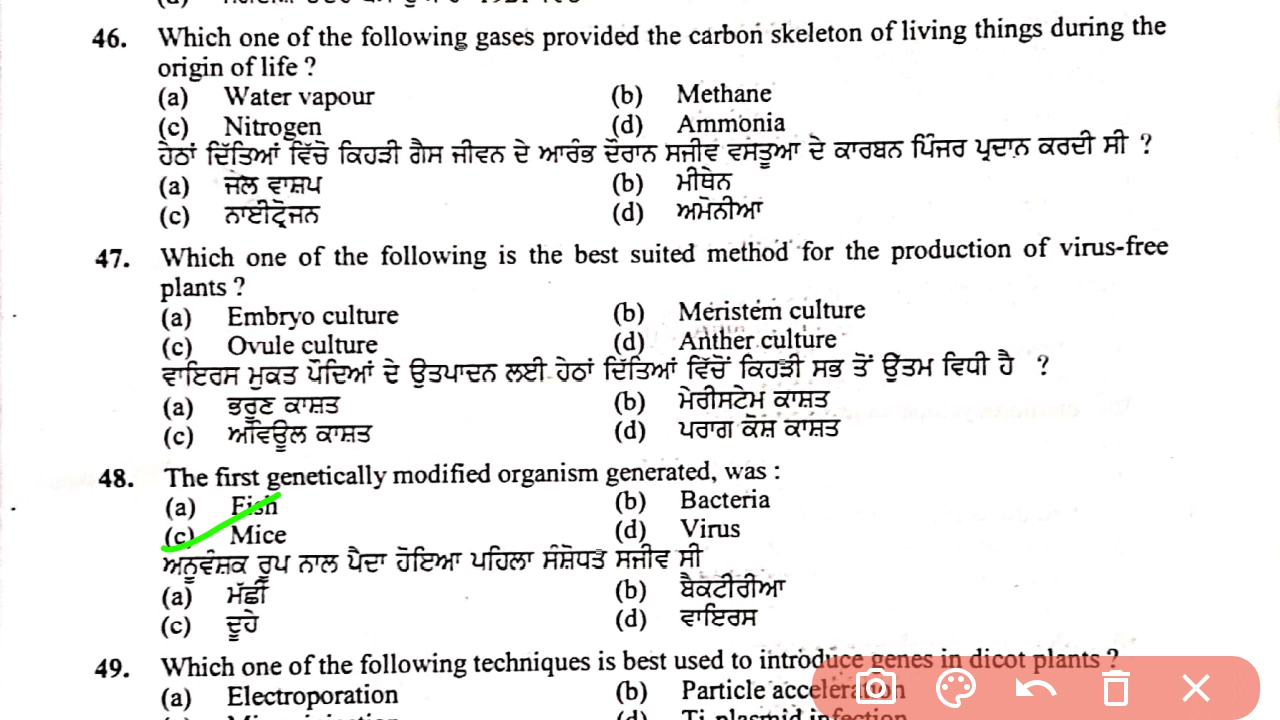 46. Which one of the following gases provided the carbon skeleton of living things during the
origin of life ?
(a) Water vapour (b) Methane
(c) Nitrogen (d) Ammonia
ਹੇਠਾਂ ਦਿੱਤਿਆਂ ਵਿੱਚੋ ਕਿਹੜੀ ਗੈਸ ਜੀਵਨ ਦੇ ਆਰੰਭ ਦੌਰਾਨ ਸਜੀਵ ਵਸਤੂਆ ਦੇ ਕਾਰਬਨ ਪਿੰਜਰ ਪ੍ਰਦਾਨ ਕਰਦੀ ਸੀ ?
(a) ਜਲ ਵਾਸ਼ਪ (b) ਮੀਥੇਨ
(c) ਨਾਈਟ੍ਰੋਜਨ (d) ਅਮੋਨੀਆ
47. Which one of the following is the best suited method for the production of virus-free
plants ?
(a) Embryo culture (b) Meristem culture
(c) Ovule culture (d) Anther culture
ਵਾਇਰਸ ਮੁਕਤ ਪੌਦਿਆਂ ਦੇ ਉਤਪਾਦਨ ਲਈ ਹੇਠਾਂ ਦਿੱਤਿਆਂ ਵਿੱਚੋਂ ਕਿਹੜੀ ਸਭ ਤੋਂ ਉੱਤਮ ਵਿਧੀ ਹੈ ?
(a) ਭਰੂਣ ਕਾਸ਼ਤ (b) ਮੇਰੀਸਟੇਮ ਕਾਸ਼ਤ
(c) ਅੱਵਿਊਲ ਕਾਸ਼ਤ (d) ਪਰਾਗ ਕੋਸ਼ ਕਾਸ਼ਤ
48. The first genetically modified organism generated, was :
(a) Fish (b) Bacteria
(c) Mice (d) Virus
ਅਨੂਵੰਸ਼ਕ ਰੂਪ ਨਾਲ ਪੈਦਾ ਹੋਇਆ ਪਹਿਲਾ ਸੰਸ਼ੋਧਤ ਸਜੀਵ ਸੀ
(a) ਮੱਛੀ (b) ਬੈਕਟੀਰੀਆ
(c) ਚੂਹੇ (d) ਵਾਇਰਸ
49. Which one of the following techniques is best used to introduce genes in dicot plants ?
(a) Electroporation (b) Particle acceleration
(d) Ti-plasmid infection